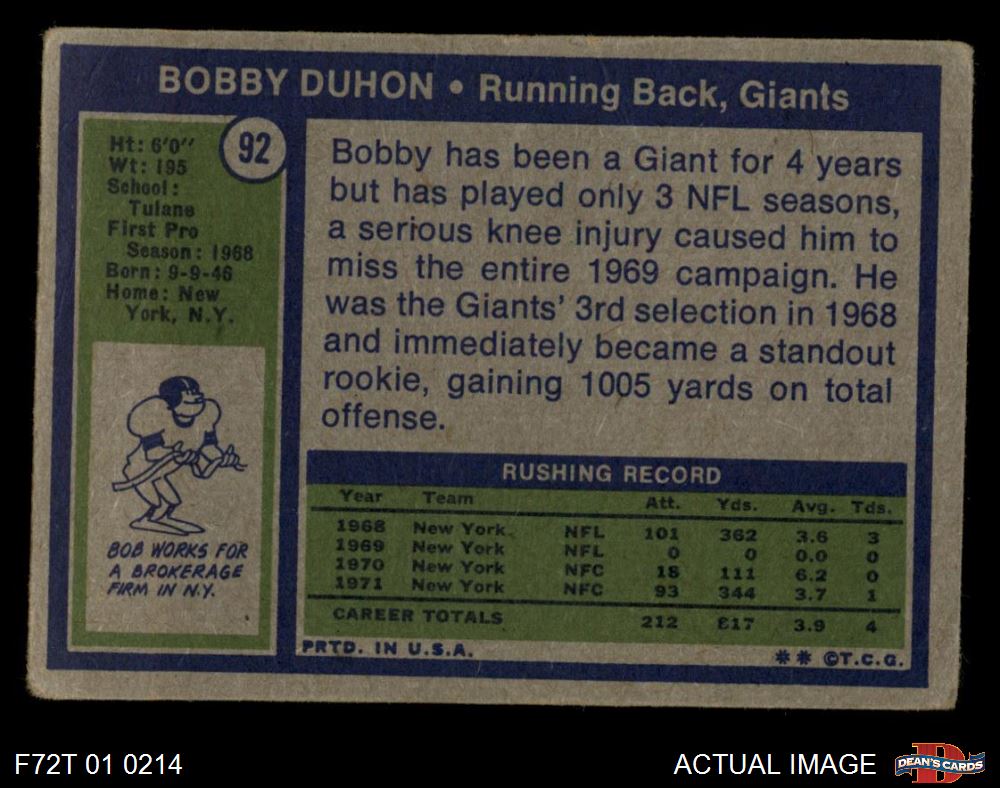 BOBBY DUHON • Running Back, Giants
92
Ht: 6'0''
Wt: 195
School:
Tulane
First Pro
Season: 1968
Born: 9-9-46
Home: New
York, N.Y.
BOB WORKS FOR
A BROKERAGE
FIRM IN N.Y.
Bobby has been a Giant for 4 years
but has played only 3 NFL seasons,
a serious knee injury caused him to
miss the entire 1969 campaign. He
was the Giants' 3rd selection in 1968
and immediately became a standout
rookie, gaining 1005 yards on total
offense.
RUSHING RECORD
Year Team Att. Yds. Avg. Tds.
1968 New York NFL 101 362 3.6 3
1969 New York NFL 0 0 0.0 0
1970 New York NFC 18 111 6.2 0
1971 New York NFC 93 344 3.7 1
CAREER TOTALS 212 817 3.9 4
PRTD. IN U.S.A.
** ©T.C.G.
F72T 01 0214
ACTUAL IMAGE
DEAN'S CARDS